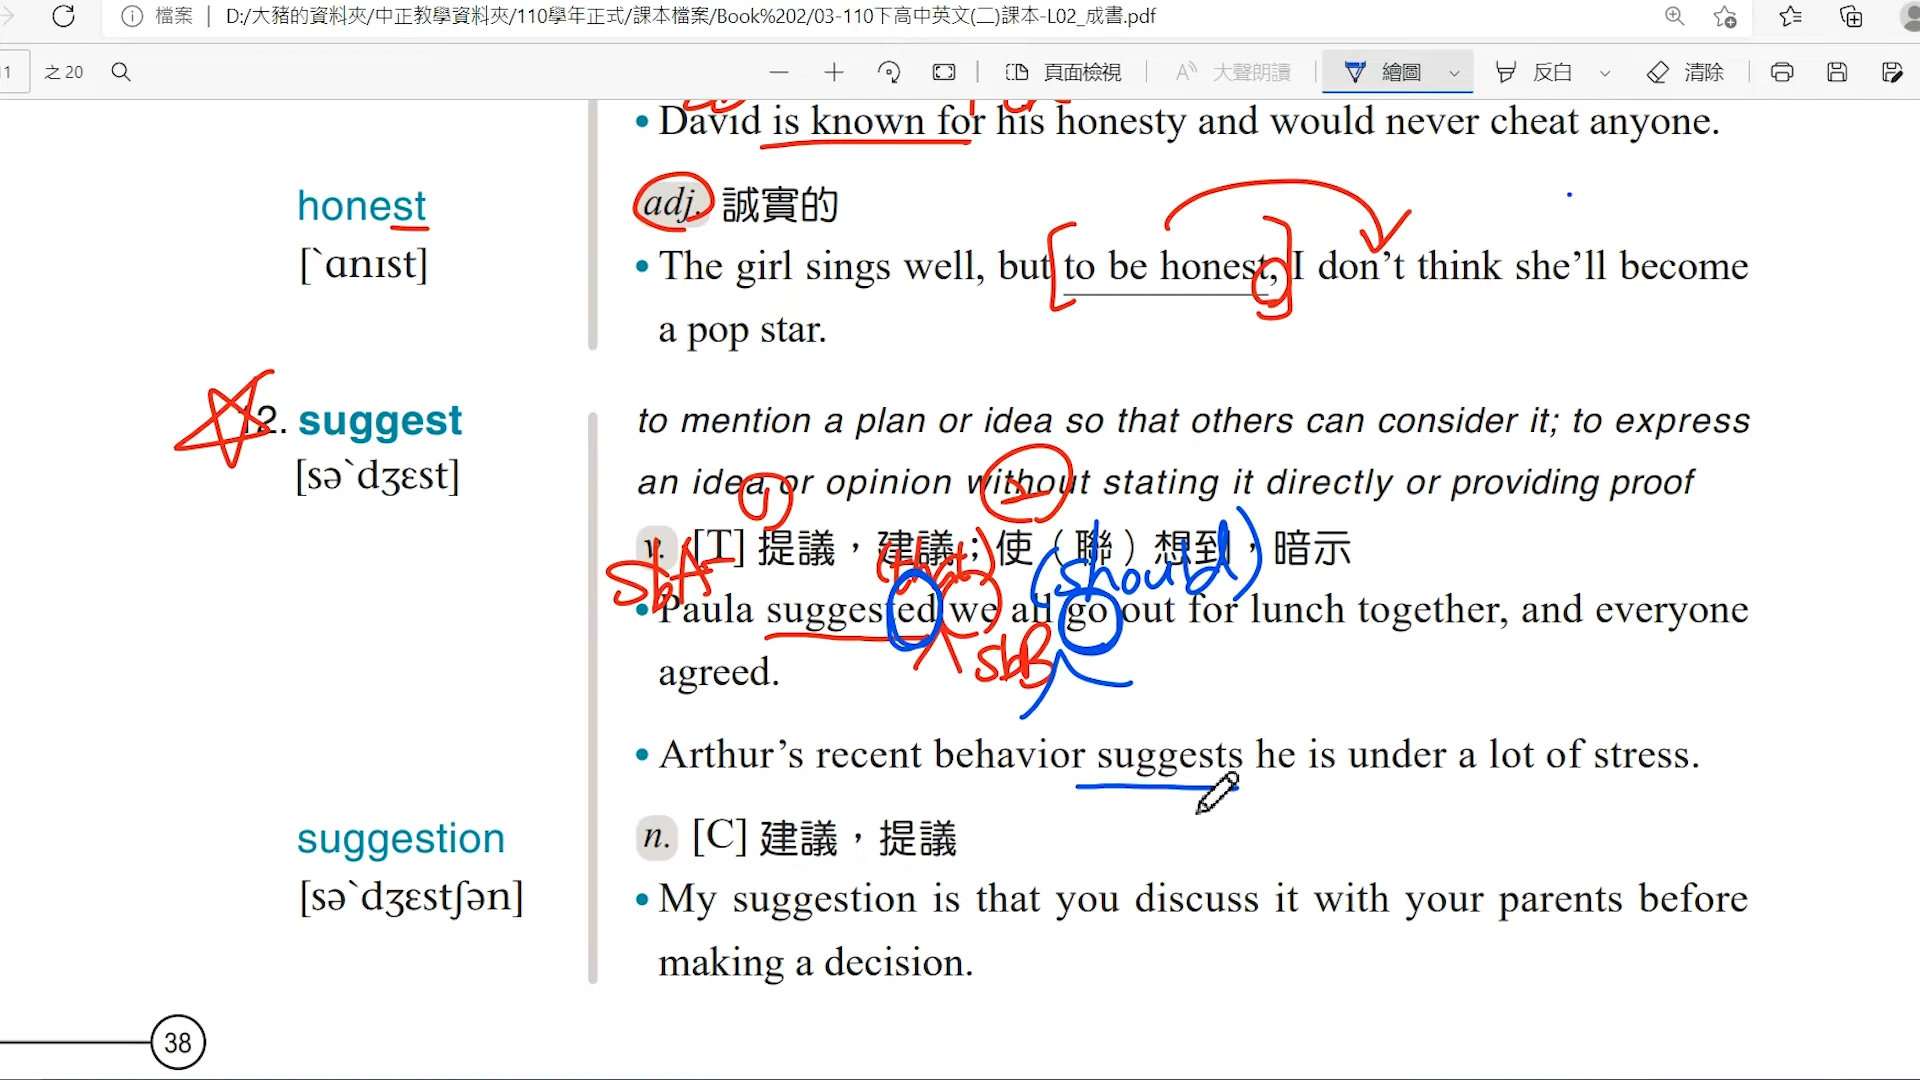 檔案 | D:/大豬的資料夾/中正教學資料夾/110學年正式/課本檔案/Book%202/03-110下高中英文(二)課本-L02_成書.pdf
之 20
頁面檢視
大聲朗讀
繪圖
反白
清除
• David is known for his honesty and would never cheat anyone.
honest
adj. 誠實的
[ˋɑnɪst]
• The girl sings well, but to be honest, I don’t think she’ll become
a pop star.
12. suggest
to mention a plan or idea so that others can consider it; to express
[səˋdʒɛst]
an idea or opinion without stating it directly or providing proof
① ②
v. [T] 提議，建議；使（聯）想到，暗示
sbA (that) (should)
• Paula suggested we all go out for lunch together, and everyone
sbB
agreed.
• Arthur’s recent behavior suggests he is under a lot of stress.
suggestion
n. [C] 建議，提議
[səˋdʒɛstʃən]
• My suggestion is that you discuss it with your parents before
making a decision.
38